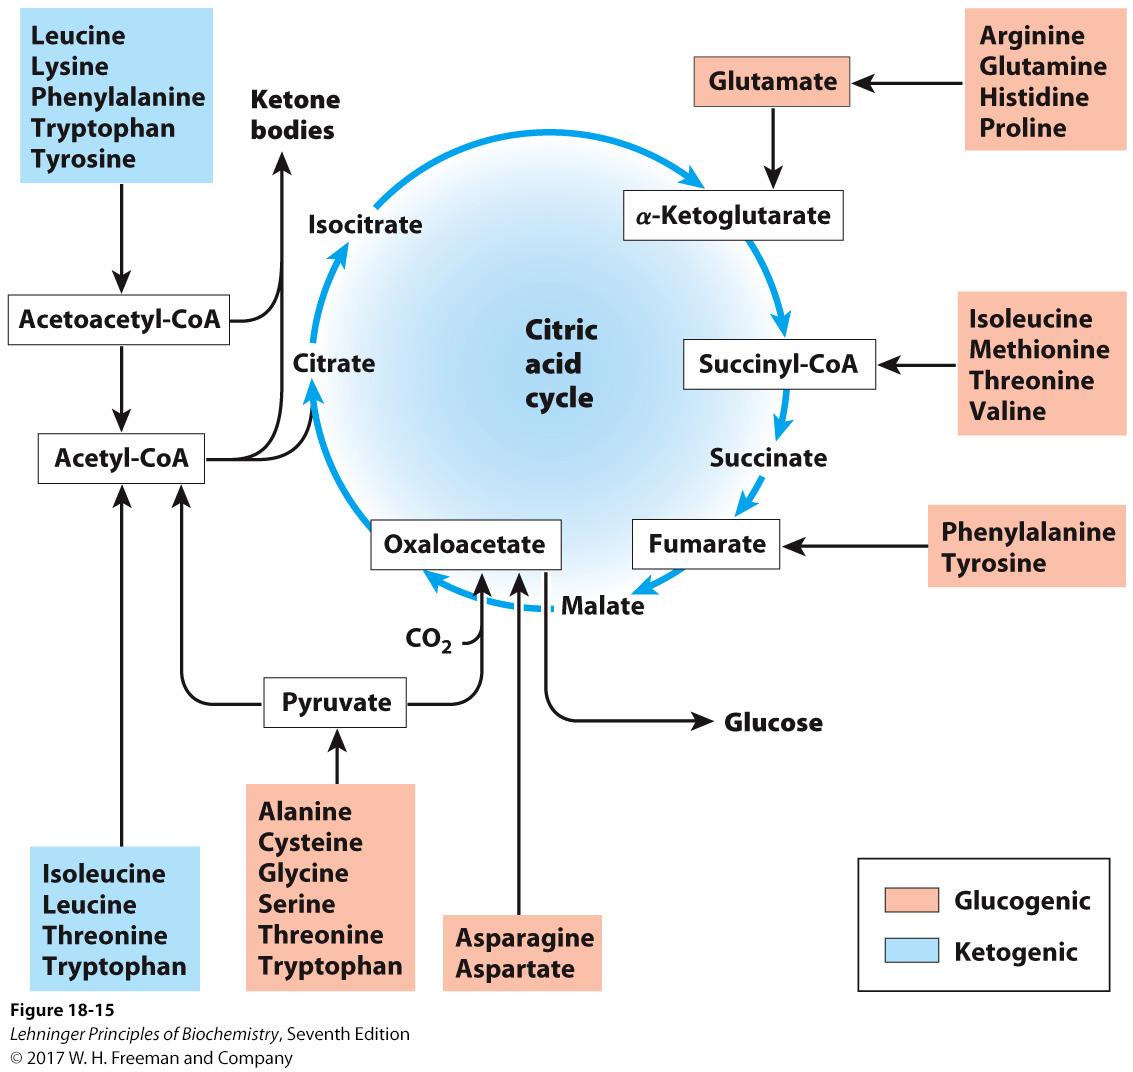 Leucine
Lysine
Phenylalanine
Tryptophan
Tyrosine
Ketone
bodies
Glutamate
Arginine
Glutamine
Histidine
Proline
Isocitrate
α-Ketoglutarate
Acetoacetyl-CoA
Citric
acid
cycle
Citrate
Succinyl-CoA
Isoleucine
Methionine
Threonine
Valine
Acetyl-CoA
Succinate
Oxaloacetate
Fumarate
Phenylalanine
Tyrosine
Malate
CO₂
Pyruvate
Glucose
Alanine
Cysteine
Glycine
Serine
Threonine
Tryptophan
Isoleucine
Leucine
Threonine
Tryptophan
Asparagine
Aspartate
Glucogenic
Ketogenic
Figure 18-15
Lehninger Principles of Biochemistry, Seventh Edition
© 2017 W. H. Freeman and Company